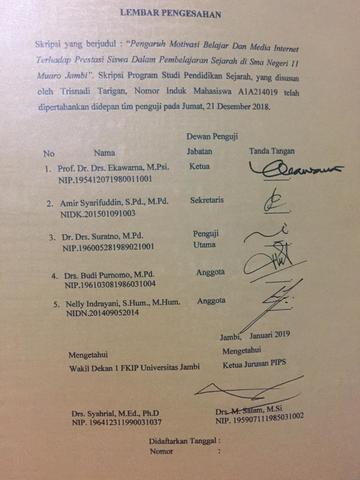 LEMBAR PENGESAHAN
Skripsi yang berjudul : "Pengaruh Motivasi Belajar Dan Media Internet
Terhadap Prestasi Siswa Dalam Pembelajaran Sejarah di Sma Negeri 11
Muaro Jambi". Skripsi Program Studi Pendidikan Sejarah, yang disusun
oleh Trisnadi Tarigan, Nomor Induk Mahasiswa A1A214019 telah
dipertahankan didepan tim penguji pada Jumat, 21 Desember 2018.
Dewan Penguji
No Nama Jabatan Tanda Tangan
1. Prof. Dr. Drs. Ekawarna, M.Psi. Ketua
NIP.195412071980011001
2. Amir Syarifuddin, S.Pd., M.Pd. Sekretaris
NIDK.201501091003
3. Dr. Drs. Suratno, M.Pd. Penguji
NIP.196005281989021001 Utama
4. Drs. Budi Purnomo, M.Pd. Anggota
NIP.196103081986031004
5. Nelly Indrayani, S.Hum., M.Hum. Anggota
NIDN.201409052014
Jambi, Januari 2019
Mengetahui Mengetahui
Wakil Dekan 1 FKIP Universitas Jambi Ketua Jurusan PIPS
Drs. Syahrial, M.Ed., Ph.D Drs. M. Salam, M.Si
NIP. 196412311990031037 NIP. 195907111985031002
Didaftarkan Tanggal :
Nomor :